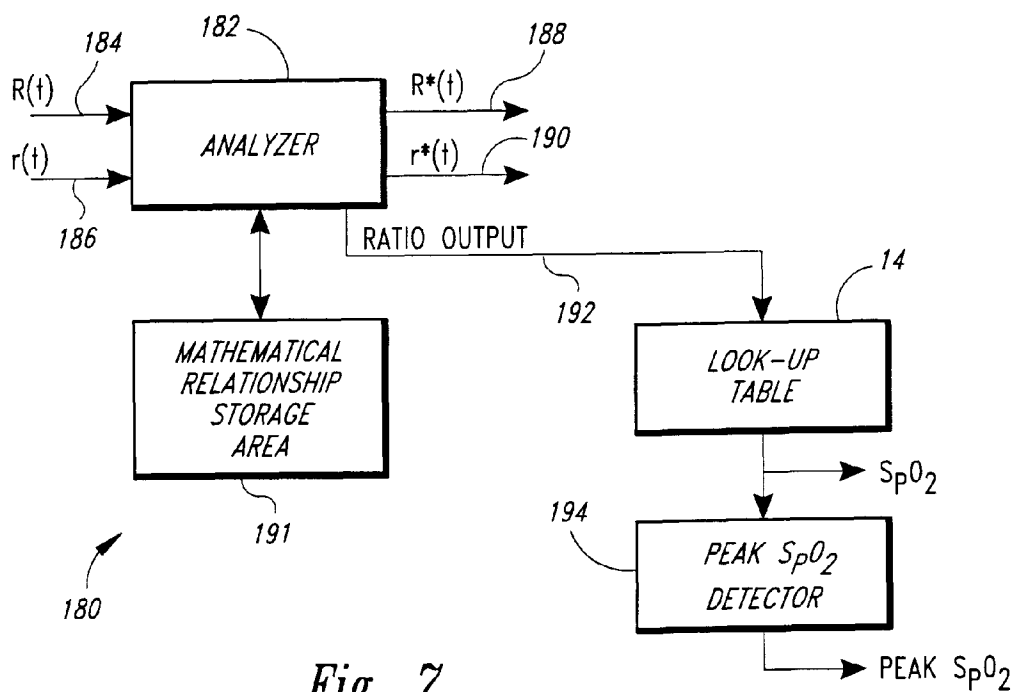 184
182
188
R(t)
R*(t)
ANALYZER
r(t)
r*(t)
190
186
RATIO OUTPUT
192
14
MATHEMATICAL
RELATIONSHIP
STORAGE
AREA
LOOK-UP
TABLE
191
SpO2
194
PEAK SpO2
DETECTOR
180
PEAK SpO2
Fig. 7